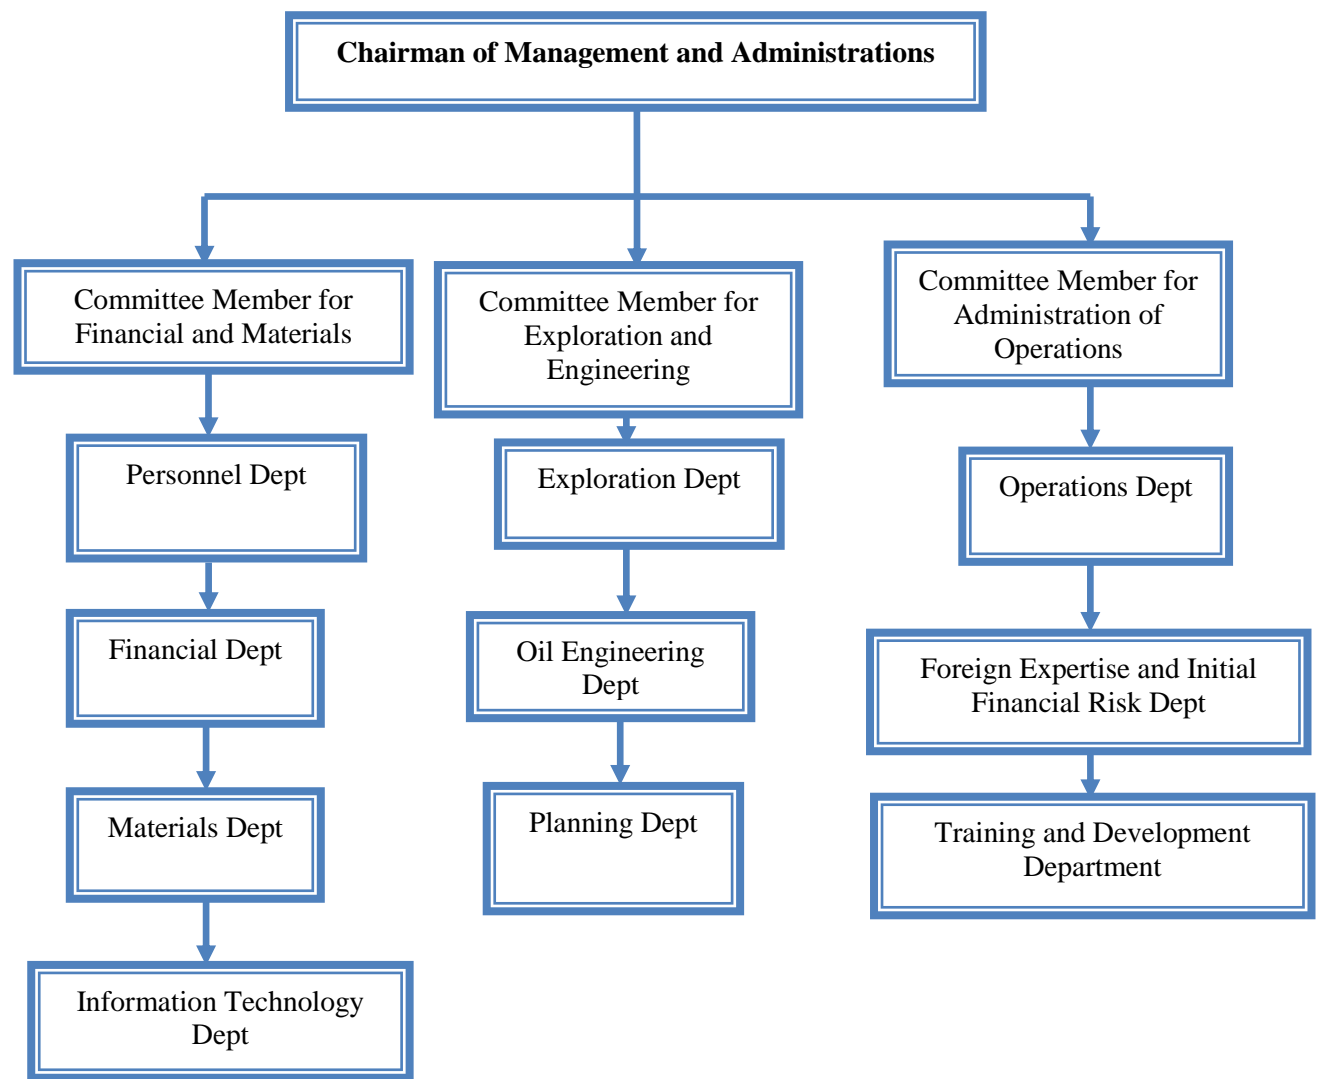 Chairman of Management and Administrations
Committee Member for
Financial and Materials
Personnel Dept
Financial Dept
Materials Dept
Information Technology
Dept
Committee Member for
Exploration and
Engineering
Exploration Dept
Oil Engineering
Dept
Planning Dept
Committee Member for
Administration of
Operations
Operations Dept
Foreign Expertise and Initial
Financial Risk Dept
Training and Development
Department